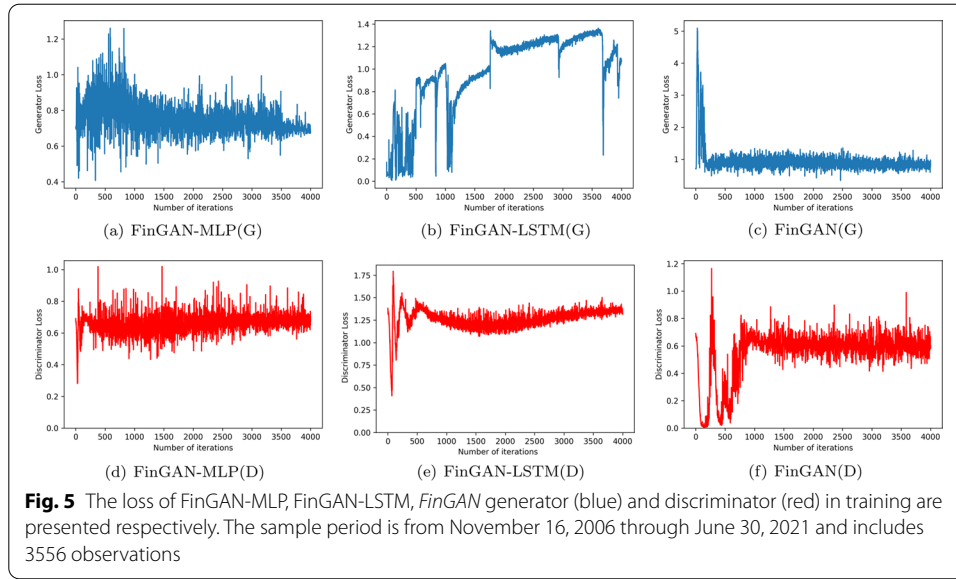 1.2
1.0
0.8
0.6
0.4
Generator Loss
0 500 1000 1500 2000 2500 3000 3500 4000
Number of iterations
(a) FinGAN-MLP(G)
1.4
1.2
1.0
0.8
0.6
0.4
0.2
0.0
Generator Loss
0 500 1000 1500 2000 2500 3000 3500 4000
Number of iterations
(b) FinGAN-LSTM(G)
5
4
3
2
1
Generator Loss
0 500 1000 1500 2000 2500 3000 3500 4000
Number of iterations
(c) FinGAN(G)
1.0
0.8
0.6
0.4
0.2
0.0
Discriminator Loss
0 500 1000 1500 2000 2500 3000 3500 4000
Number of iterations
(d) FinGAN-MLP(D)
1.75
1.50
1.25
1.00
0.75
0.50
0.25
0.00
Discriminator Loss
0 500 1000 1500 2000 2500 3000 3500 4000
Number of iterations
(e) FinGAN-LSTM(D)
1.2
1.0
0.8
0.6
0.4
0.2
0.0
Discriminator Loss
0 500 1000 1500 2000 2500 3000 3500 4000
Number of iterations
(f) FinGAN(D)
Fig. 5 The loss of FinGAN-MLP, FinGAN-LSTM, FinGAN generator (blue) and discriminator (red) in training are
presented respectively. The sample period is from November 16, 2006 through June 30, 2021 and includes
3556 observations